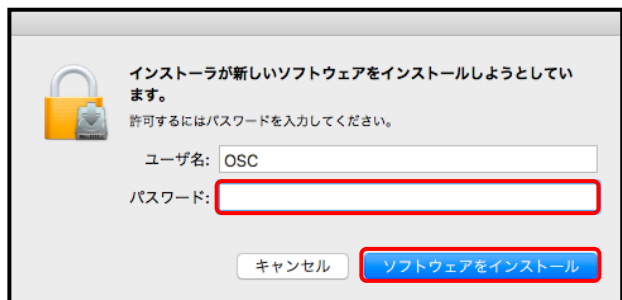 インストーラが新しいソフトウェアをインストールしようとしてい
ます。
許可するにはパスワードを入力してください。
ユーザ名: OSC
パスワード:
キャンセル ソフトウェアをインストール